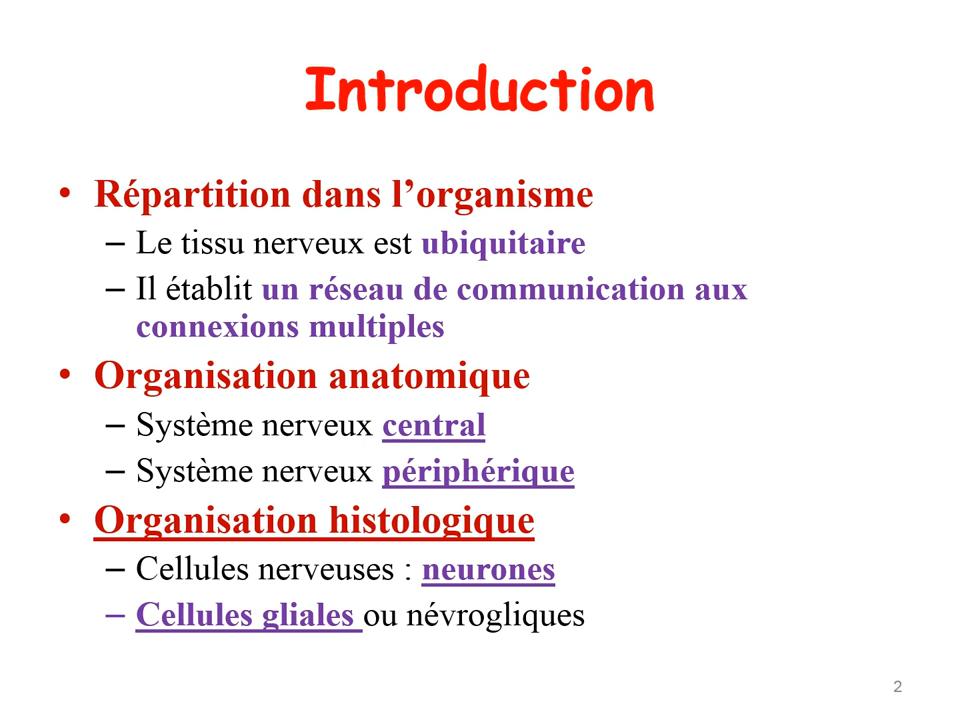 Introduction
• Répartition dans l’organisme
– Le tissu nerveux est ubiquitaire
– Il établit un réseau de communication aux
connexions multiples
• Organisation anatomique
– Système nerveux central
– Système nerveux périphérique
• Organisation histologique
– Cellules nerveuses : neurones
– Cellules gliales ou névrogliques
2